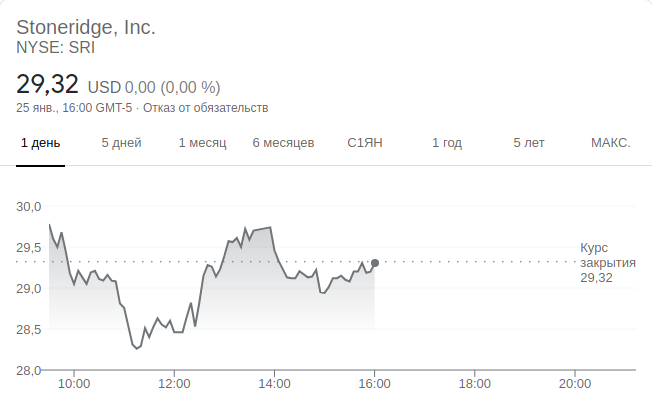 Stoneridge, Inc.
NYSE: SRI
29,32 USD 0,00 (0,00 %)
25 янв., 16:00 GMT-5 · Отказ от обязательств
1 день 5 дней 1 месяц 6 месяцев С1ЯН 1 год 5 лет МАКС.
30,0
29,5
29,0
28,5
28,0
Курс
закрытия
29,32
10:00 12:00 14:00 16:00 18:00 20:00